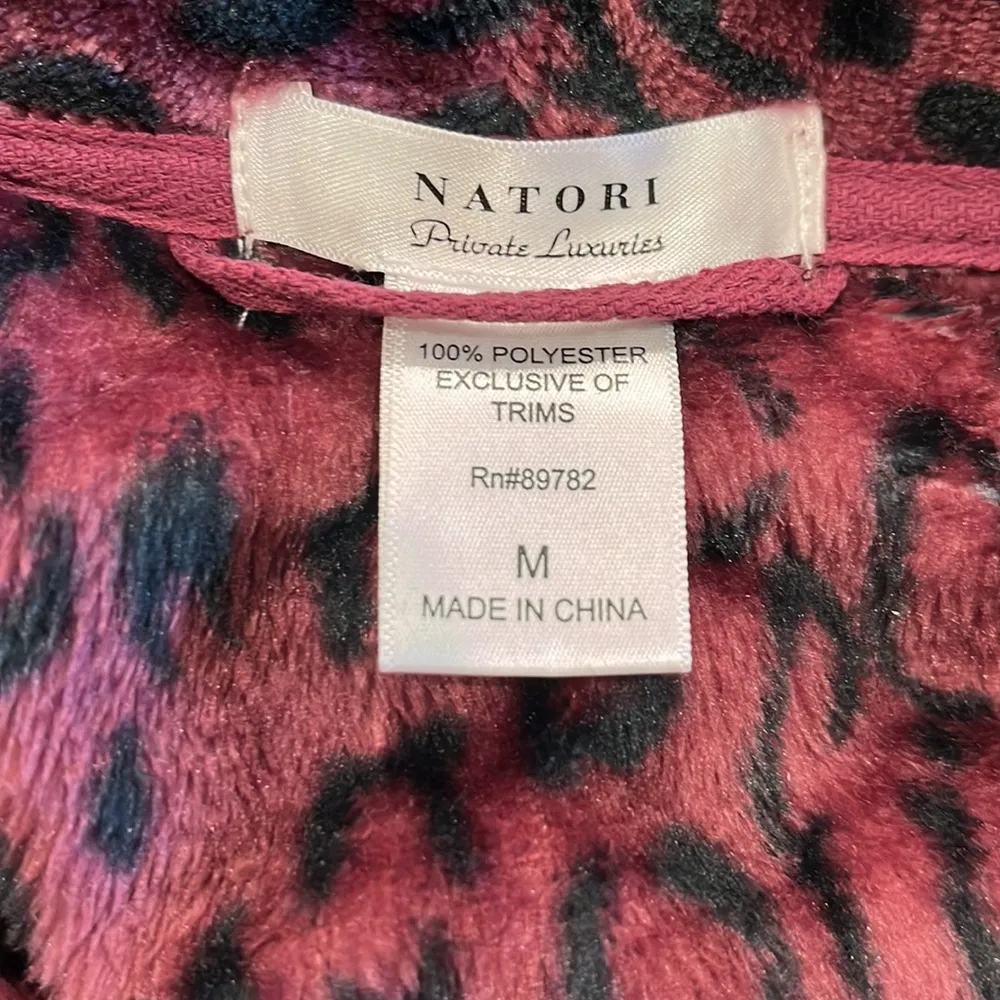 NATORI
Private Luxuries
100% POLYESTER
EXCLUSIVE OF
TRIMS
Rn#89782
M
MADE IN CHINA